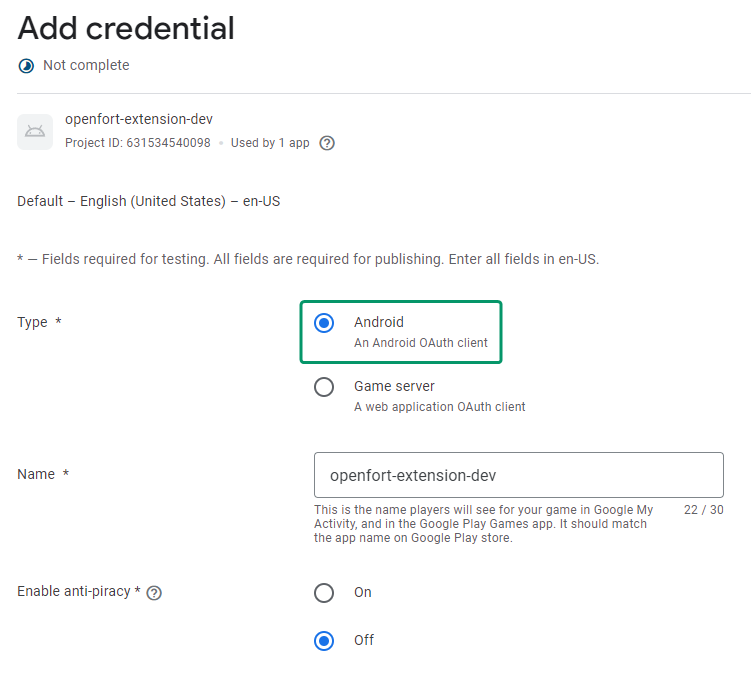 Add credential
Not complete
openfort-extension-dev
Project ID: 631534540098 • Used by 1 app ?
Default – English (United States) – en-US
* — Fields required for testing. All fields are required for publishing. Enter all fields in en-US.
Type *
Android
An Android OAuth client
Game server
A web application OAuth client
Name *
openfort-extension-dev
This is the name players will see for your game in Google My 22 / 30
Activity, and in the Google Play Games app. It should match
the app name on Google Play store.
Enable anti-piracy * ?
On
Off